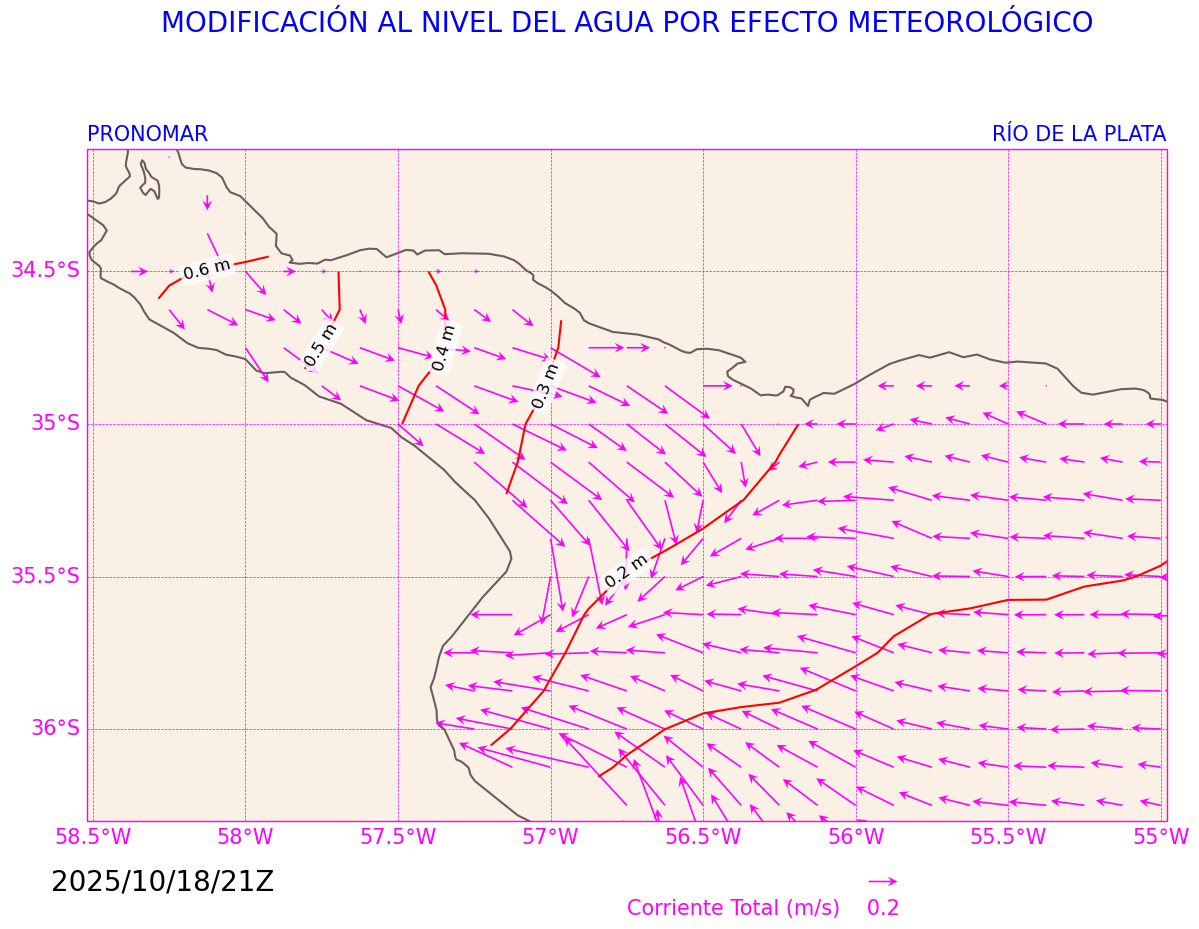 MODIFICACIÓN AL NIVEL DEL AGUA POR EFECTO METEOROLÓGICO
PRONOMAR
RÍO DE LA PLATA
0.6 m
34.5°S
0.5 m
0.4 m
0.3 m
35°S
0.2 m
35.5°S
36°S
58.5°W 58°W 57.5°W 57°W 56.5°W 56°W 55.5°W 55°W
2025/10/18/21Z
Corriente Total (m/s) 0.2